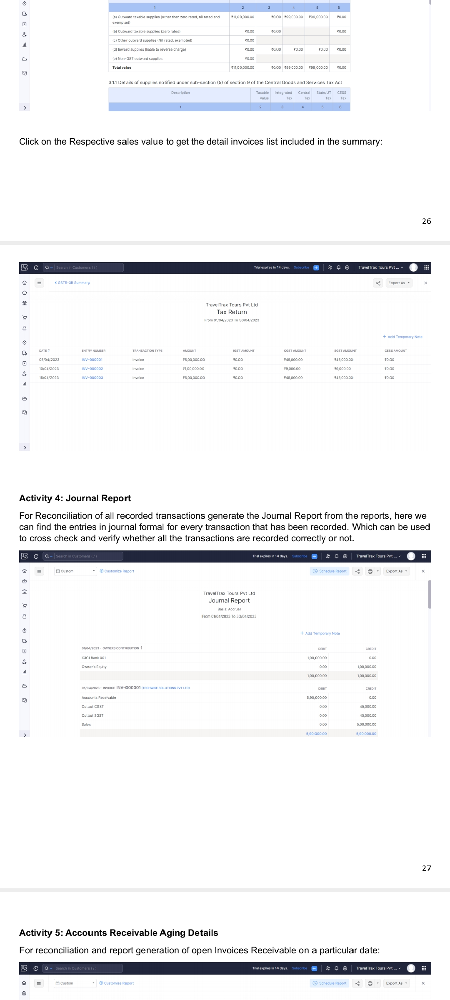 1 2 3 4 5 6
(a) Outward taxable supplies (other than zero rated, nil rated and exempted) ₹11,00,000.00 ₹0.00 ₹99,000.00 ₹99,000.00 ₹0.00
(b) Outward taxable supplies (zero rated) ₹0.00 ₹0.00 ₹0.00
(c) Other outward supplies (Nil rated, exempted) ₹0.00
(d) Inward supplies (liable to reverse charge) ₹0.00 ₹0.00 ₹0.00 ₹0.00 ₹0.00
(e) Non-GST outward supplies ₹0.00
Total value ₹11,00,000.00 ₹0.00 ₹99,000.00 ₹99,000.00 ₹0.00
3.1.1 Details of supplies notified under sub-section (5) of section 9 of the Central Goods and Services Tax Act
Description Taxable Value Integrated Tax Central Tax State/UT Tax CESS Tax
1 2 3 4 5 6
Click on the Respective sales value to get the detail invoices list included in the summary:
26
Search in Customers ( / ) Trial expires in 14 days. Subscribe TravelTrax Tours Pvt ...
GSTR-3B Summary Export As
TravelTrax Tours Pvt Ltd
Tax Return
From 01/04/2023 To 30/04/2023
+ Add Temporary Note
DATE ENTRY NUMBER TRANSACTION TYPE AMOUNT IGST AMOUNT CGST AMOUNT SGST AMOUNT CESS AMOUNT
05/04/2023 INV-000001 Invoice ₹5,00,000.00 ₹0.00 ₹45,000.00 ₹45,000.00 ₹0.00
10/04/2023 INV-000002 Invoice ₹1,00,000.00 ₹0.00 ₹9,000.00 ₹9,000.00 ₹0.00
15/04/2023 INV-000003 Invoice ₹5,00,000.00 ₹0.00 ₹45,000.00 ₹45,000.00 ₹0.00
Activity 4: Journal Report
For Reconciliation of all recorded transactions generate the Journal Report from the reports, here we
can find the entries in journal formal for every transaction that has been recorded. Which can be used
to cross check and verify whether all the transactions are recorded correctly or not.
Search in Customers ( / ) Trial expires in 14 days. Subscribe TravelTrax Tours Pvt ...
Custom Customize Report Schedule Report Export As
TravelTrax Tours Pvt Ltd
Journal Report
Basis: Accrual
From 01/04/2023 To 30/04/2023
+ Add Temporary Note
01/04/2023 - OWNERS CONTRIBUTION 1 DEBIT CREDIT
ICICI Bank 001 1,00,000.00 0.00
Owner's Equity 0.00 1,00,000.00
1,00,000.00 1,00,000.00
05/04/2023 - INVOICE INV-000001 (TECHWISE SOLUTIONS PVT LTD) DEBIT CREDIT
Accounts Receivable 5,90,000.00 0.00
Output CGST 0.00 45,000.00
Output SGST 0.00 45,000.00
Sales 0.00 5,00,000.00
5,90,000.00 5,90,000.00
27
Activity 5: Accounts Receivable Aging Details
For reconciliation and report generation of open Invoices Receivable on a particular date:
Search in Customers ( / ) Trial expires in 14 days. Subscribe TravelTrax Tours Pvt ...
Custom Customize Report Schedule Report Export As